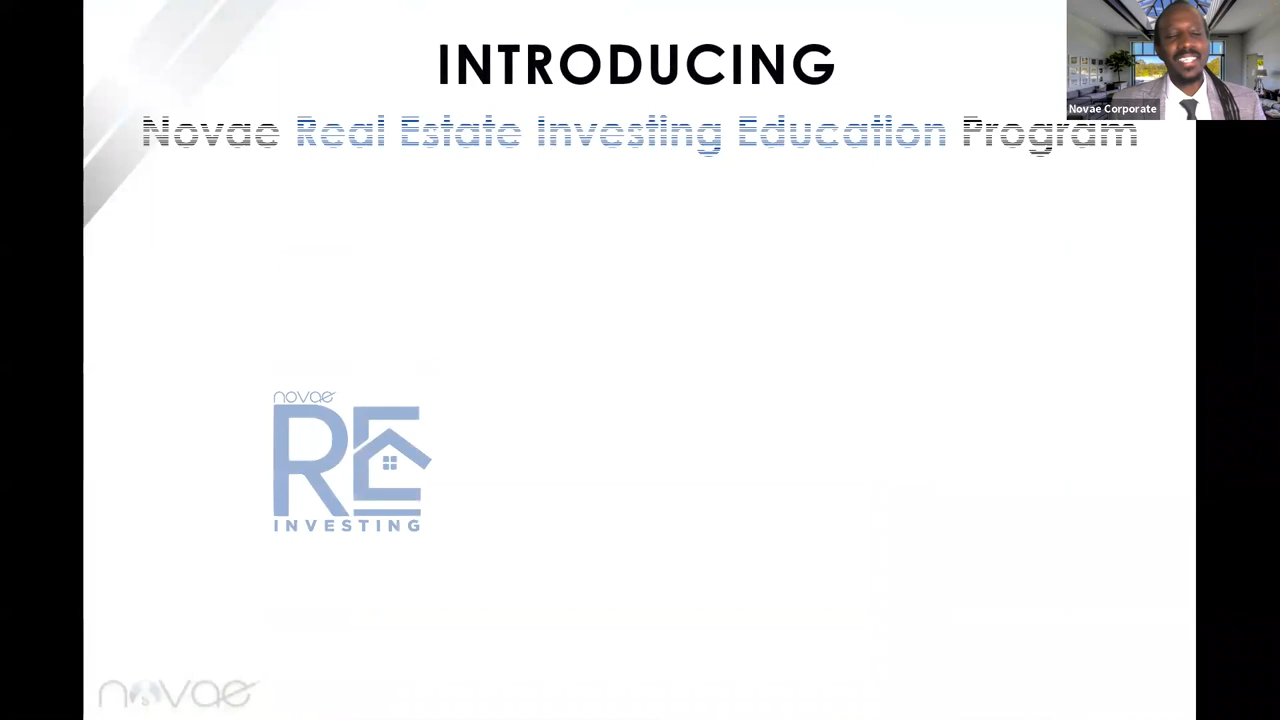 INTRODUCING
Novae Corporate
Novae Real Estate Investing Education Program
novae
RE
INVESTING
novae